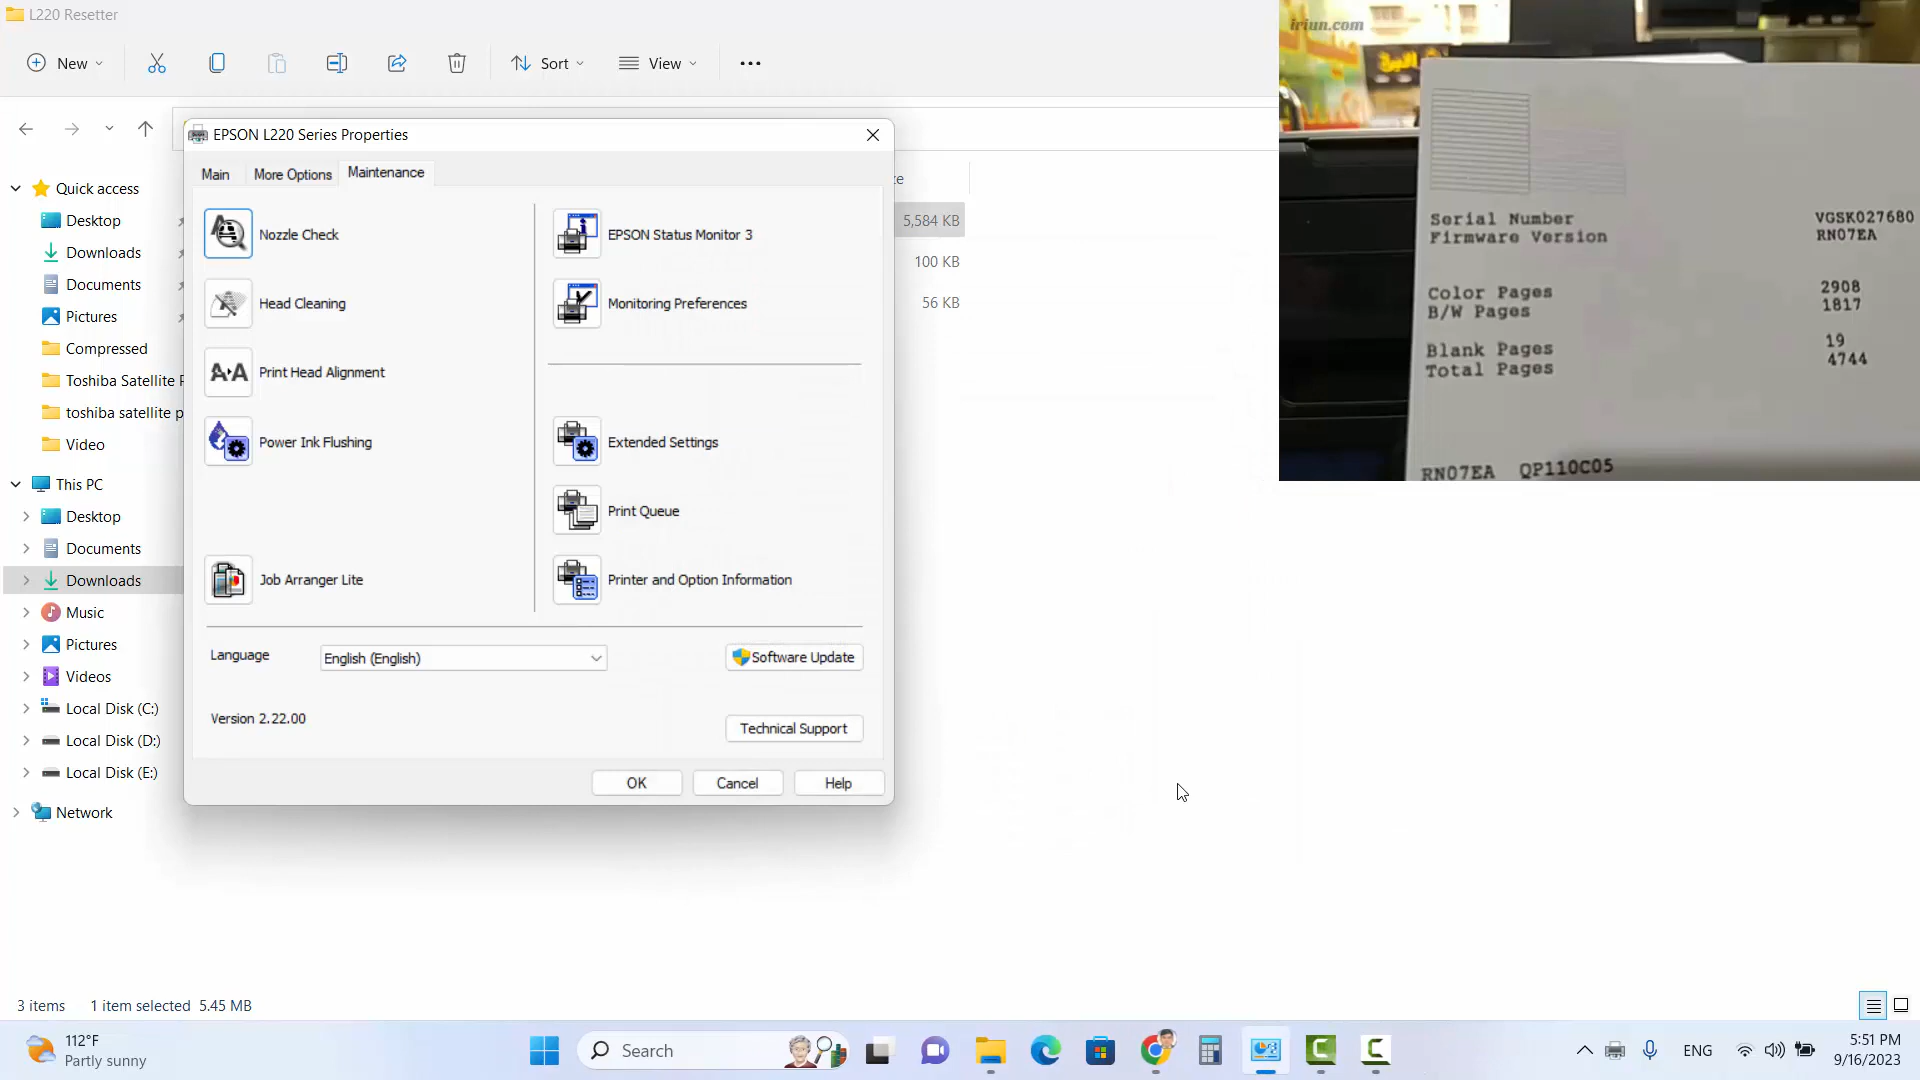 L220 Resetter
New
Sort
View
EPSON L220 Series Properties
Main
More Options
Maintenance
Nozzle Check
Head Cleaning
Print Head Alignment
Power Ink Flushing
Job Arranger Lite
EPSON Status Monitor 3
Monitoring Preferences
Extended Settings
Print Queue
Printer and Option Information
Language
English (English)
Software Update
Version 2.22.00
Technical Support
OK
Cancel
Help
ze
5,584 KB
100 KB
56 KB
Quick access
Desktop
Downloads
Documents
Pictures
Compressed
Toshiba Satellite P
toshiba satellite p
Video
This PC
Desktop
Documents
Downloads
Music
Pictures
Videos
Local Disk (C:)
Local Disk (D:)
Local Disk (E:)
Network
3 items 1 item selected 5.45 MB
iriun.com
Serial Number VGSK027680
Firmware Version RN07EA
Color Pages 2908
B/W Pages 1817
Blank Pages 19
Total Pages 4744
RN07EA QP110C05
112°F
Partly sunny
Search
ENG
5:51 PM
9/16/2023